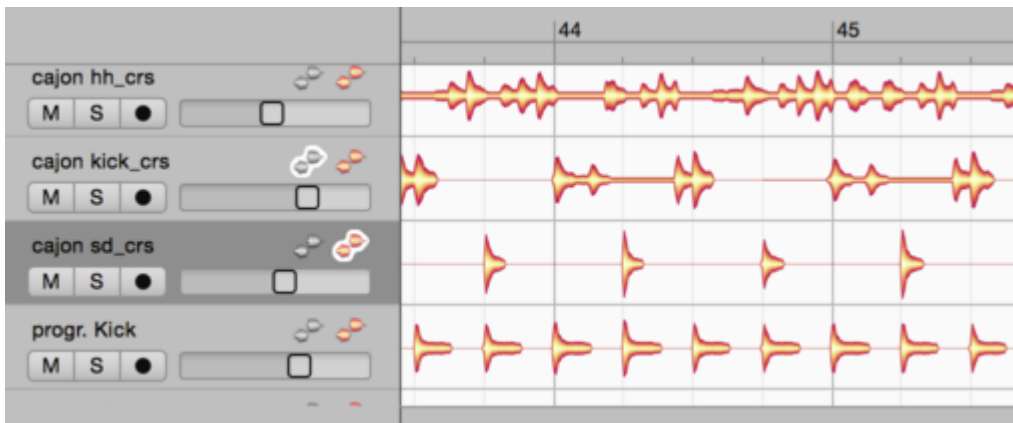 44 45
cajon hh_crs
M S
cajon kick_crs
M S
cajon sd_crs
M S
progr. Kick
M S